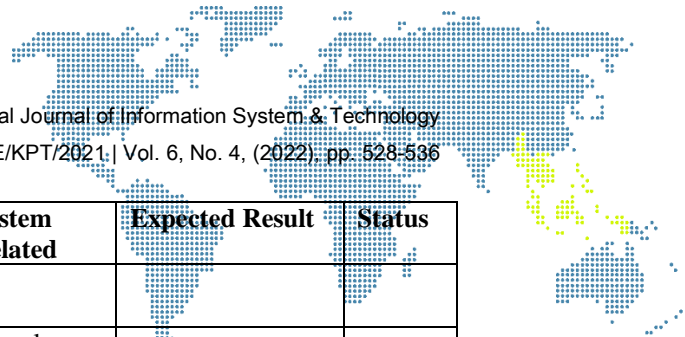 al Journal of Information System & Technology
E/KPT/2021 | Vol. 6, No. 4, (2022), pp. 528-536
stem Expected Result Status
elated